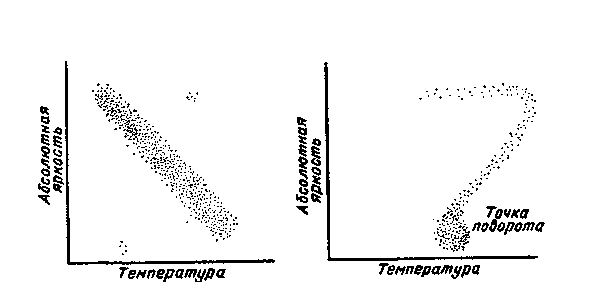 Абсолютная
яркость
Температура
Абсолютная
яркость
Точка
поворота
Температура